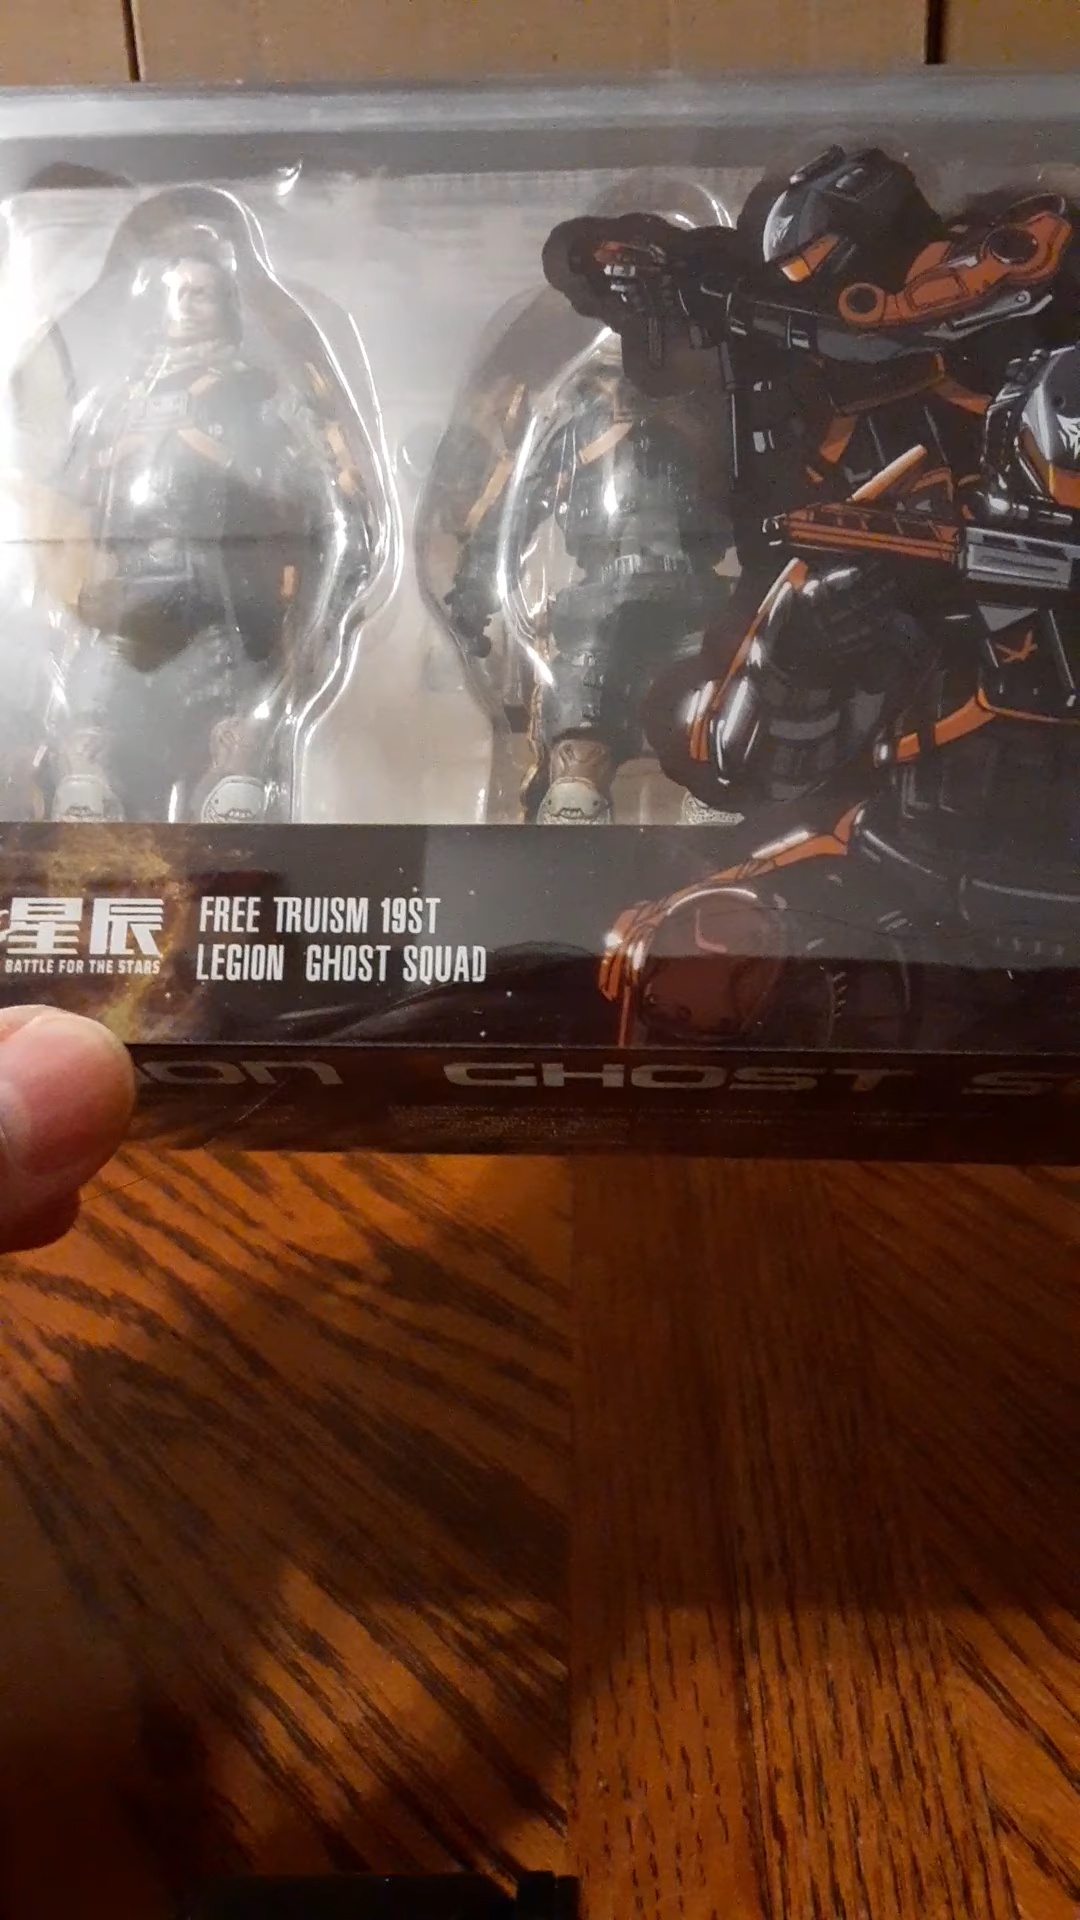 星辰
BATTLE FOR THE STARS
FREE TRUISM 19ST
LEGION GHOST SQUAD
GHOST